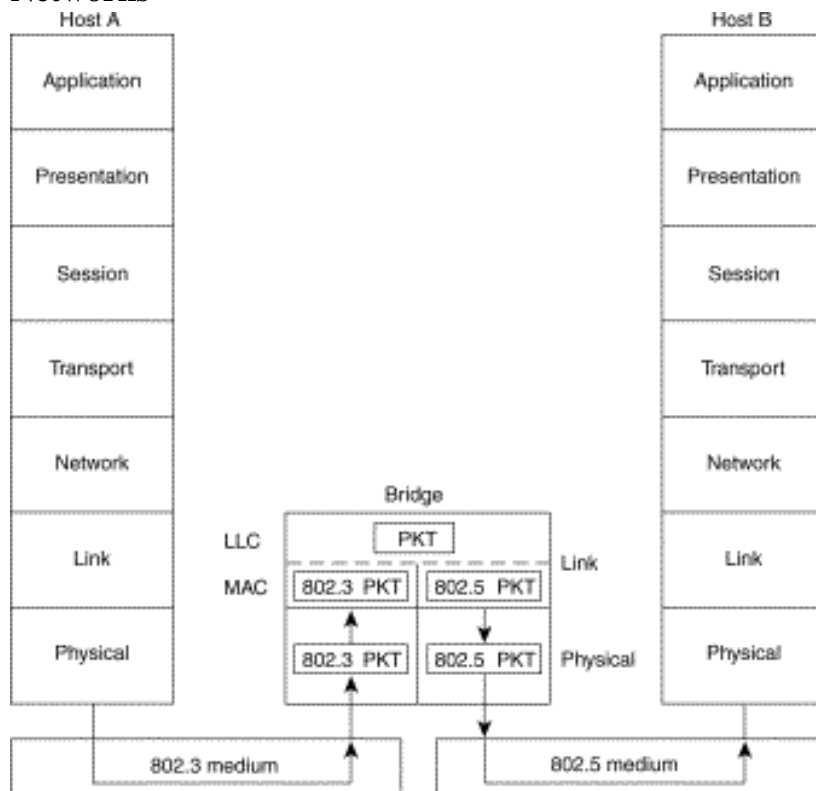 Networks
Host A
Host B
Application
Application
Presentation
Presentation
Session
Session
Transport
Transport
Network
Network
Bridge
LLC
PKT
Link
Link
Link
MAC
802.3 PKT
802.5 PKT
Physical
802.3 PKT
802.5 PKT
Physical
Physical
802.3 medium
802.5 medium